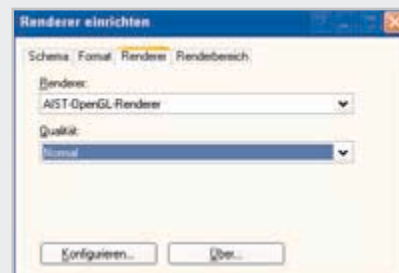 Renderer einrichten
Schema Format Renderer Renderbereich
Renderer:
AIST-OpenGL-Renderer
Qualität:
Normal
Konfigurieren... Über...